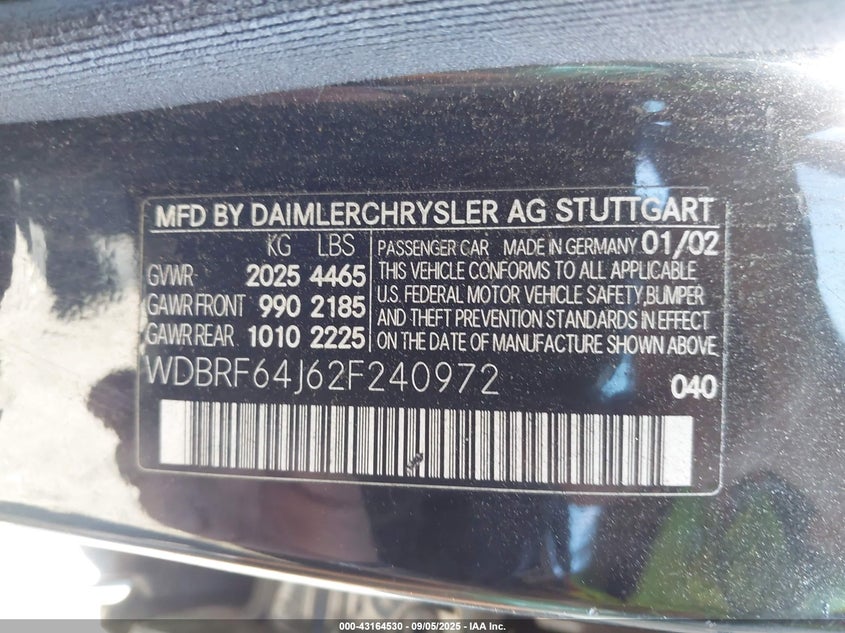 MFD BY DAIMLERCHRYSLER AG STUTTGART
KG LBS
GVWR 2025 4465
GAWR FRONT 990 2185
GAWR REAR 1010 2225
PASSENGER CAR MADE IN GERMANY 01/02
THIS VEHICLE CONFORMS TO ALL APPLICABLE
U.S. FEDERAL MOTOR VEHICLE SAFETY, BUMPER
AND THEFT PREVENTION STANDARDS IN EFFECT
ON THE DATE OF MANUFACTURE SHOWN ABOVE
WDBRF64J62F240972 040
000-43164530 - 09/05/2025 - IAA Inc.